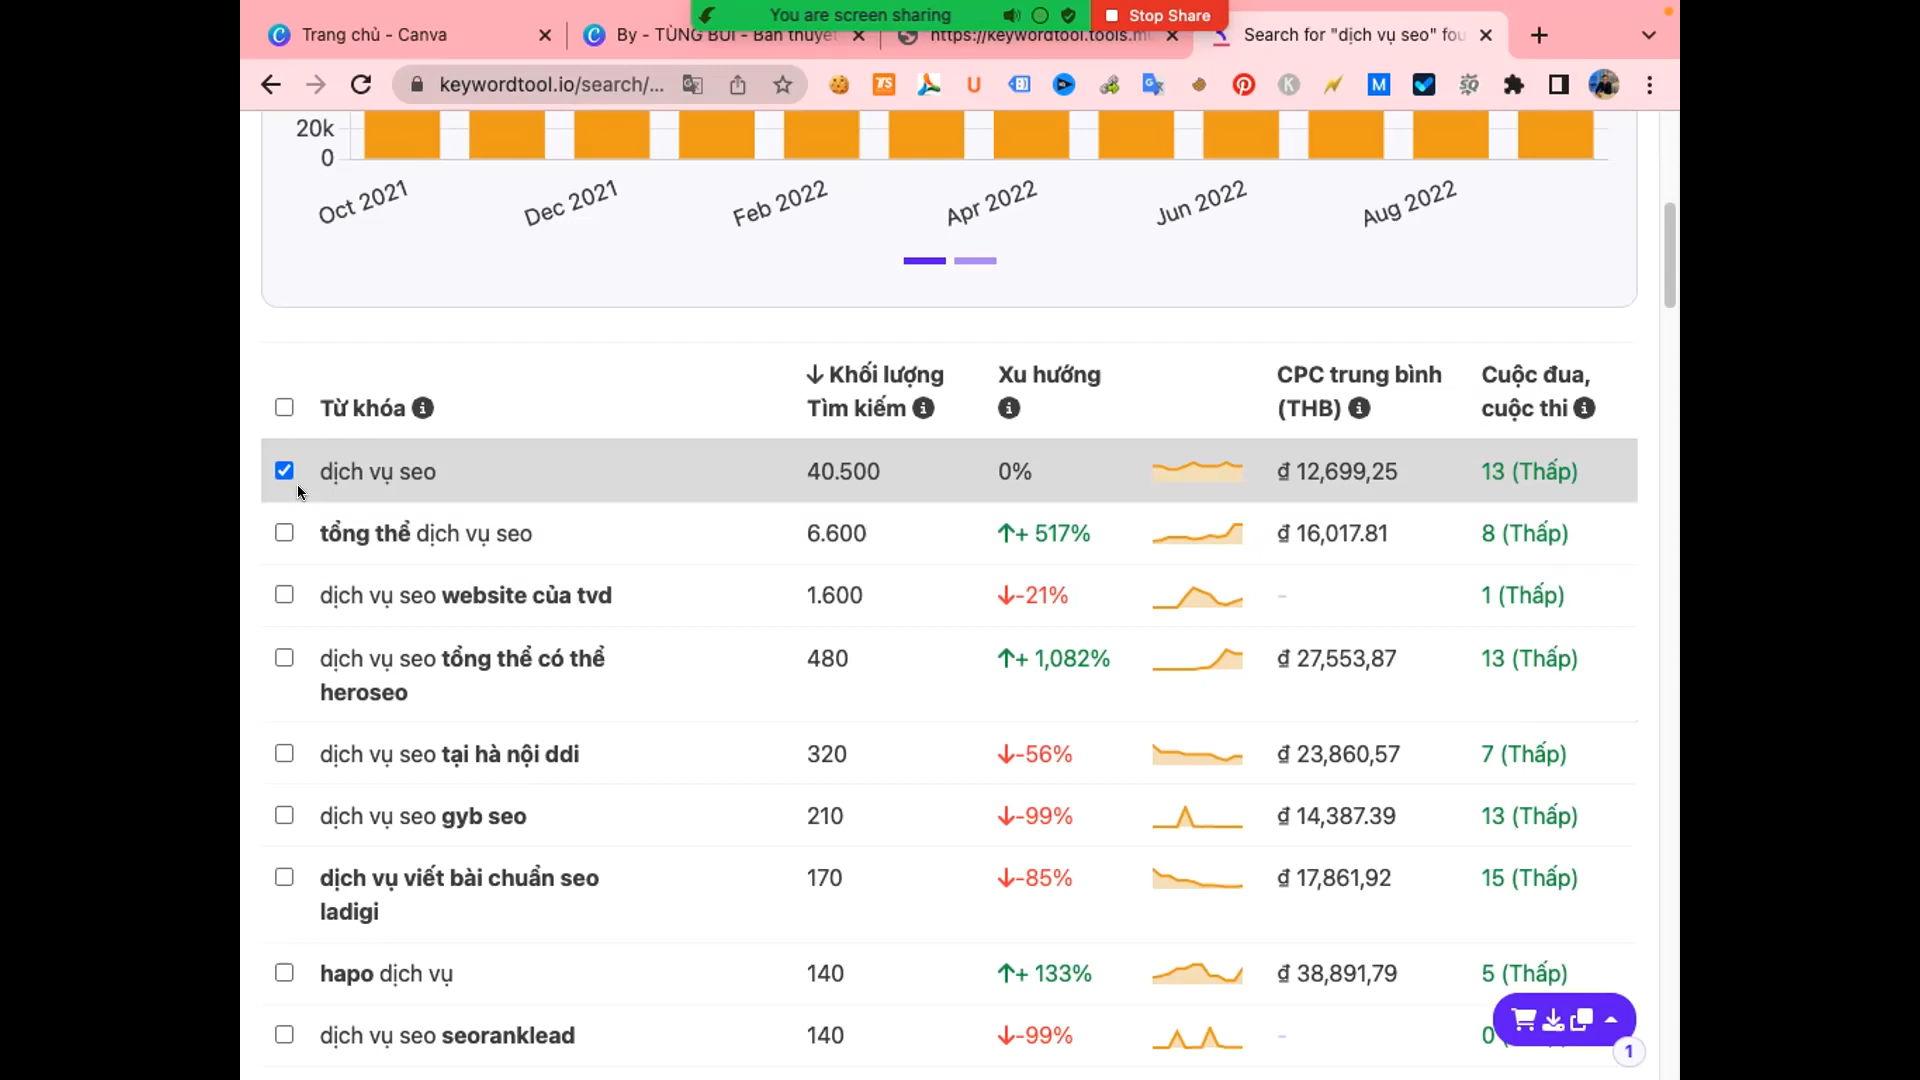 You are screen sharing
Stop Share
Trang chủ - Canva
By - TÙNG BÙI - Bản thuyết
https://keywordtool.tools.m
Search for "dịch vụ seo" fou
keywordtool.io/search/...
20k
0
Oct 2021
Dec 2021
Feb 2022
Apr 2022
Jun 2022
Aug 2022
Từ khóa
Khối lượng
Tìm kiếm
Xu hướng
CPC trung bình
(THB)
Cuộc đua,
cuộc thi
dịch vụ seo 40.500 0% ₫ 12,699,25 13 (Thấp)
tổng thể dịch vụ seo 6.600 + 517% ₫ 16,017.81 8 (Thấp)
dịch vụ seo website của tvd 1.600 -21% - 1 (Thấp)
dịch vụ seo tổng thể có thể 480 + 1,082% ₫ 27,553,87 13 (Thấp)
heroseo
dịch vụ seo tại hà nội ddi 320 -56% ₫ 23,860,57 7 (Thấp)
dịch vụ seo gyb seo 210 -99% ₫ 14,387.39 13 (Thấp)
dịch vụ viết bài chuẩn seo 170 -85% ₫ 17,861,92 15 (Thấp)
ladigi
hapo dịch vụ 140 + 133% ₫ 38,891,79 5 (Thấp)
dịch vụ seo seoranklead 140 -99% - 0
1